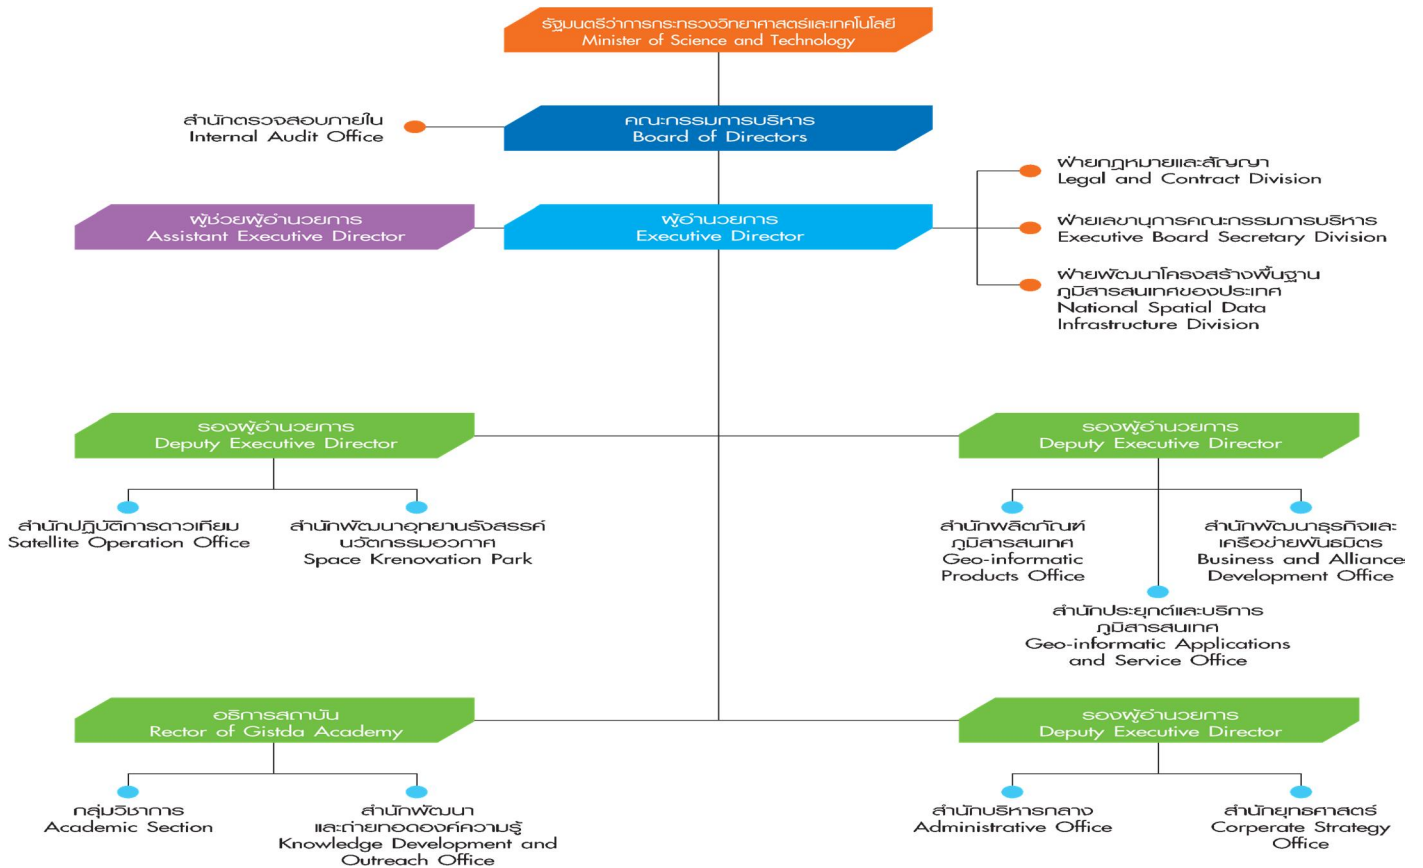 รัฐมนตรีว่าการกระทรวงวิทยาศาสตร์และเทคโนโลยี
Minister of Science and Technology
สำนักตรวจสอบภายใน
Internal Audit Office
คณะกรรมการบริหาร
Board of Directors
ฝ่ายกฎหมายและสัญญา
Legal and Contract Division
ผู้ช่วยผู้อำนวยการ
Assistant Executive Director
ผู้อำนวยการ
Executive Director
ฝ่ายเลขานุการคณะกรรมการบริหาร
Executive Board Secretary Division
ฝ่ายพัฒนาโครงสร้างพื้นฐาน
ภูมิสารสนเทศของประเทศ
National Spatial Data
Infrastructure Division
รองผู้อำนวยการ
Deputy Executive Director
รองผู้อำนวยการ
Deputy Executive Director
สำนักปฏิบัติการดาวเทียม
Satellite Operation Office
สำนักพัฒนาอุทยานรังสรรค์
นวัตกรรมอวกาศ
Space Krenovation Park
สำนักผลิตภัณฑ์
ภูมิสารสนเทศ
Geo-informatic
Products Office
สำนักพัฒนาธุรกิจและ
เครือข่ายพันธมิตร
Business and Alliance
Development Office
สำนักประยุกต์และบริการ
ภูมิสารสนเทศ
Geo-informatic Applications
and Service Office
อธิการสถาบัน
Rector of Gistda Academy
รองผู้อำนวยการ
Deputy Executive Director
กลุ่มวิชาการ
Academic Section
สำนักพัฒนา
และถ่ายทอดองค์ความรู้
Knowledge Development and
Outreach Office
สำนักบริหารกลาง
Administrative Office
สำนักยุทธศาสตร์
Corperate Strategy
Office